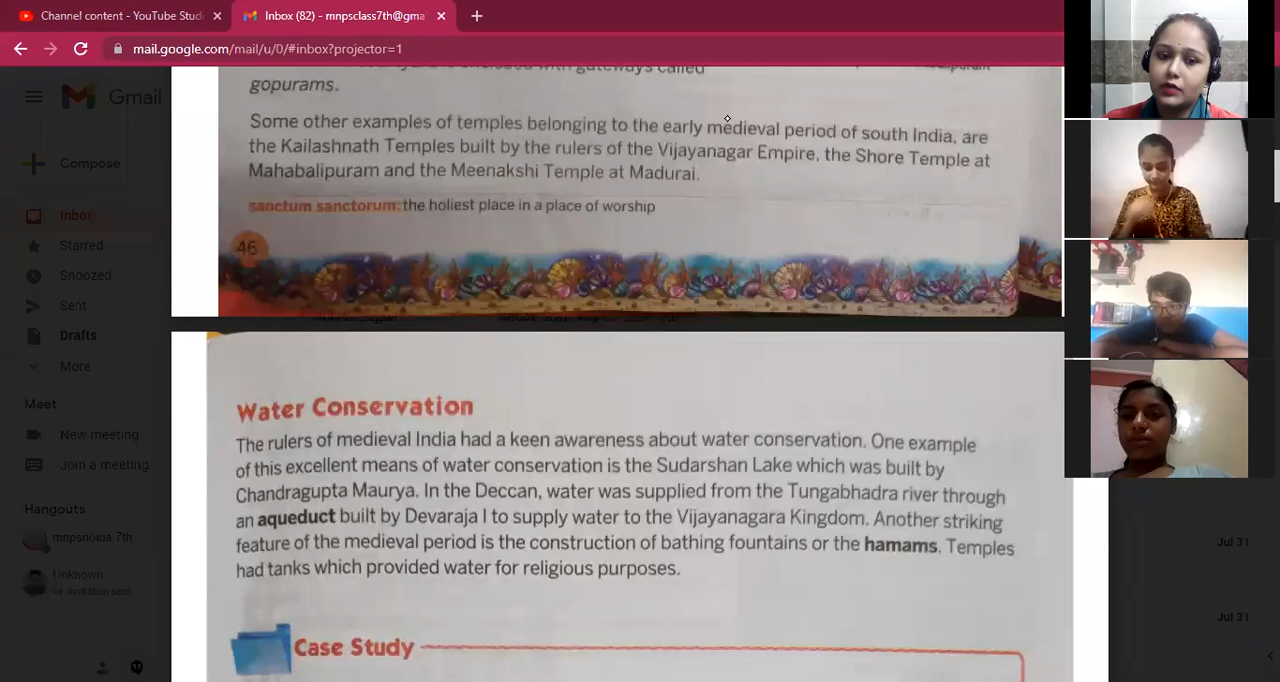 Channel content - YouTube Studi
Inbox (82) - mnpsclass7th@gma
mail.google.com/mail/u/0/#inbox?projector=1
Gmail
Compose
Inbox
Starred
Snoozed
Sent
Drafts
More
Meet
New meeting
Join a meeting
Hangouts
mnpsnoida.7th
Unknown
Invitation sent
with gateways called
gopurams.
Some other examples of temples belonging to the early medieval period of south India, are
the Kailashnath Temples built by the rulers of the Vijayanagar Empire, the Shore Temple at
Mahabalipuram and the Meenakshi Temple at Madurai.
sanctum sanctorum: the holiest place in a place of worship
46
Water Conservation
The rulers of medieval India had a keen awareness about water conservation. One example
of this excellent means of water conservation is the Sudarshan Lake which was built by
Chandragupta Maurya. In the Deccan, water was supplied from the Tungabhadra river through
an aqueduct built by Devaraja I to supply water to the Vijayanagara Kingdom. Another striking
feature of the medieval period is the construction of bathing fountains or the hamams. Temples
had tanks which provided water for religious purposes.
Case Study
Jul 31
Jul 31